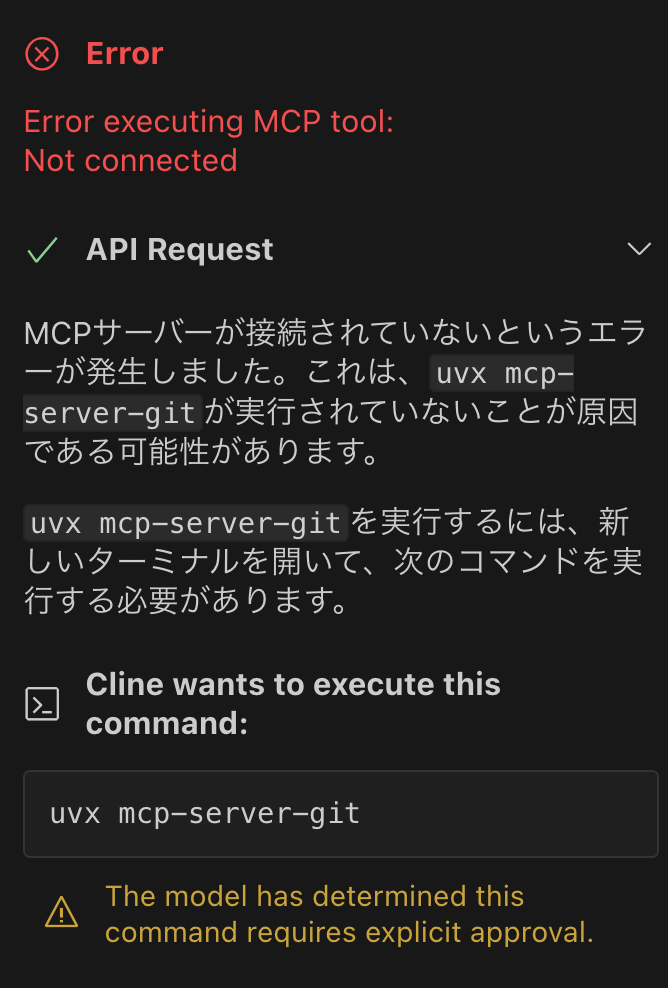 Error
Error executing MCP tool:
Not connected
API Request
MCPサーバーが接続されていないというエラ
ーが発生しました。これは、uvx mcp-
server-gitが実行されていないことが原因
である可能性があります。
uvx mcp-server-gitを実行するには、新
しいターミナルを開いて、次のコマンドを実
行する必要があります。
Cline wants to execute this
command:
uvx mcp-server-git
The model has determined this
command requires explicit approval.